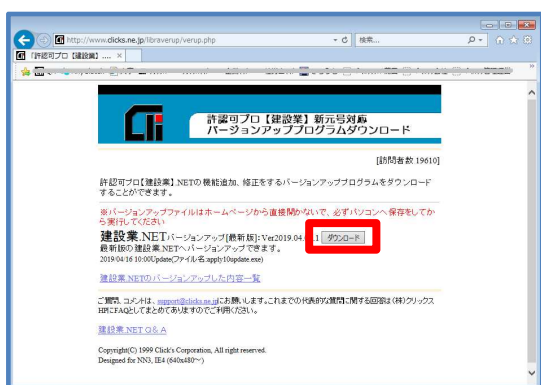 http://www.clicks.ne.jp/libraverup/verup.php
検索...
「許認可プロ【建設業】....
許認可プロ【建設業】新元号対応
バージョンアッププログラムダウンロード
[訪問者数 19610]
許認可プロ【建設業】.NETの機能追加、修正をするバージョンアッププログラムをダウンロード
することができます。
※バージョンアップファイルはホームページから直接開かないで、必ずパソコンへ保存をしてか
ら実行してください
建設業.NETバージョンアップ[最新版]:Ver2019.04. .1 ダウンロード
最新版の建設業.NETへバージョンアップできます。
2019/04/16 10:00Update(ファイル名:apply10update.exe)
建設業.NETのバージョンアップした内容一覧
ご質問、コメントは、support@clicks.ne.jpにお願いします。これまでの代表的な質問に関する回答は(株)クリックス
HPにFAQとしてまとめてありますのでご利用ください。
建設業.NET Q& A
Copyright(C) 1999 Click's Corporation, All right reserved.
Designed for NN3, IE4 (640x480〜)